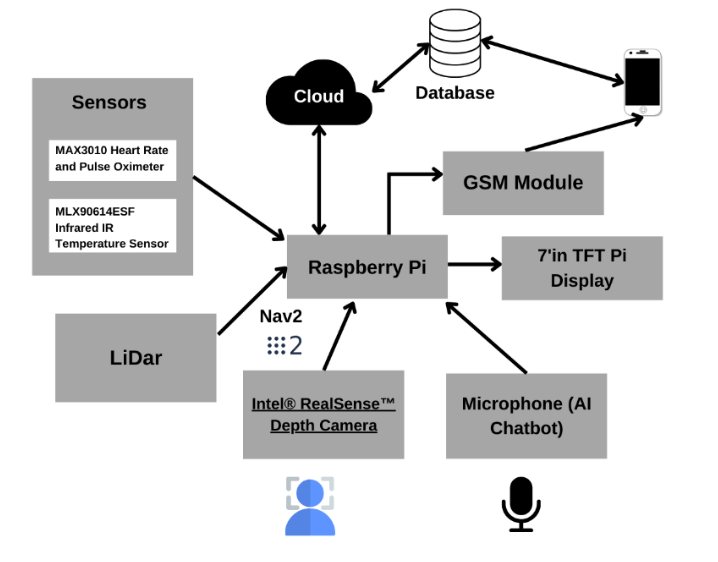 Database
Cloud
Sensors
MAX3010 Heart Rate
and Pulse Oximeter
MLX90614ESF
Infrared IR
Temperature Sensor
GSM Module
Raspberry Pi
7'in TFT Pi
Display
Nav2
2
LiDar
Intel® RealSense™
Depth Camera
Microphone (AI
Chatbot)